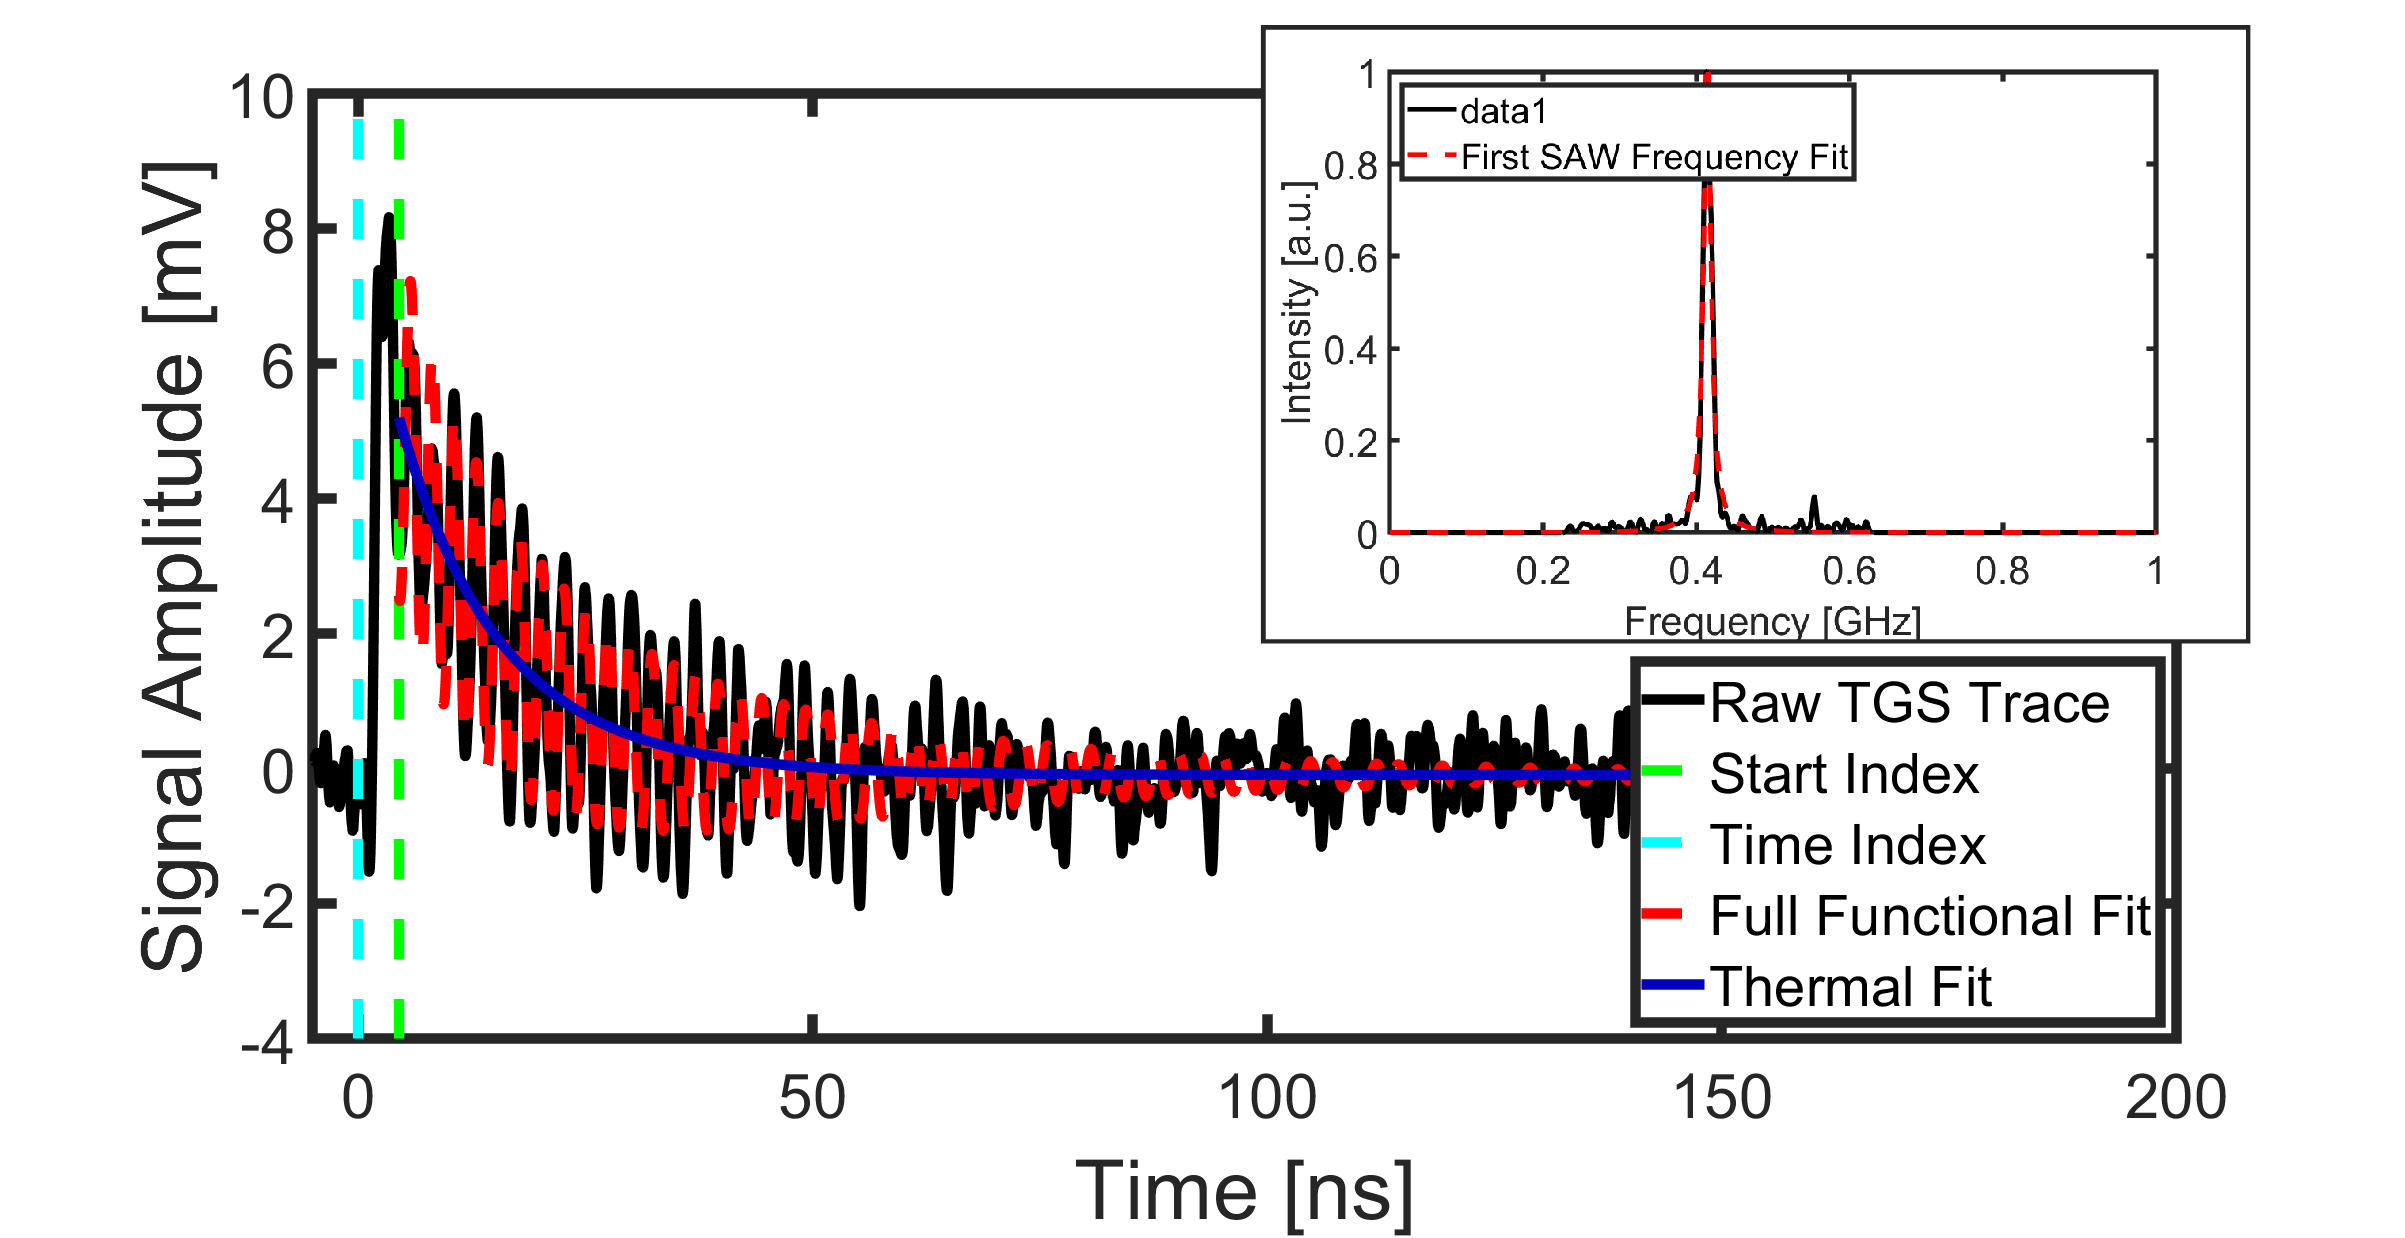 10
8
6
4
2
0
-2
-4
Signal Amplitude [mV]
0
50
100
150
200
Time [ns]
1
0.8
0.6
0.4
0.2
0
Intensity [a.u.]
data1
First SAW Frequency Fit
0
0.2
0.4
0.6
0.8
1
Frequency [GHz]
Raw TGS Trace
Start Index
Time Index
Full Functional Fit
Thermal Fit